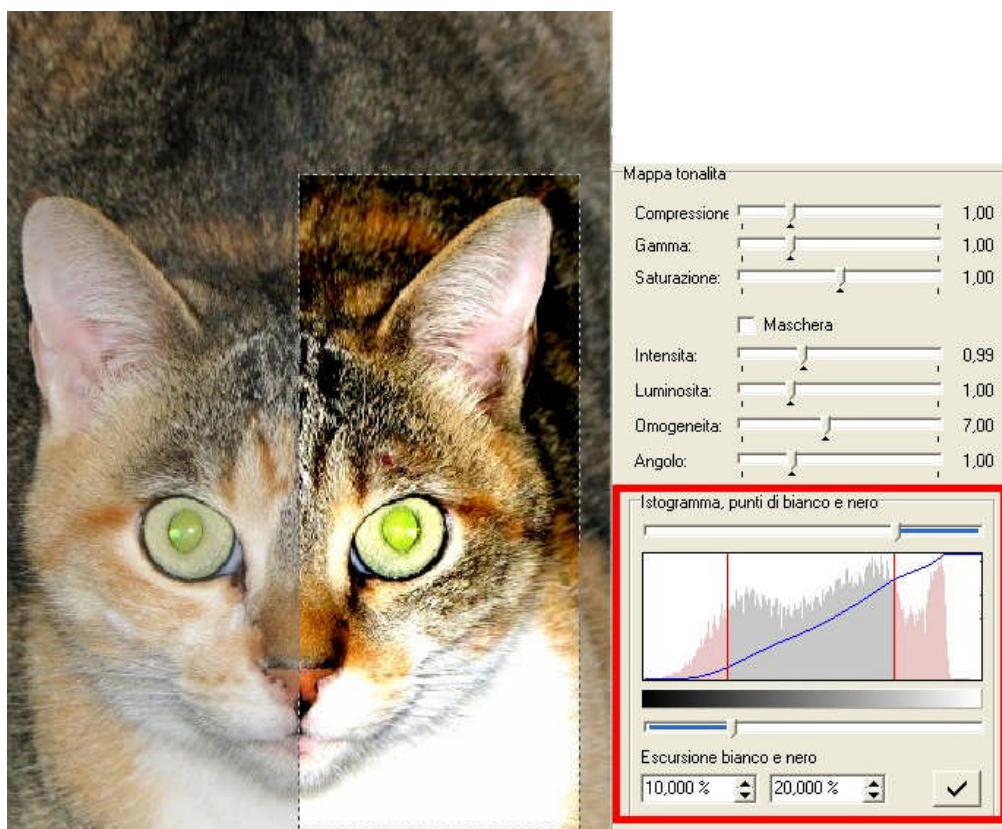 Mappa tonalita
Compressione 1,00
Gamma: 1,00
Saturazione: 1,00
Maschera
Intensita: 0,99
Luminosita: 1,00
Omogeneita: 7,00
Angolo: 1,00
Istogramma, punti di bianco e nero
Escursione bianco e nero
10,000 % 20,000 %